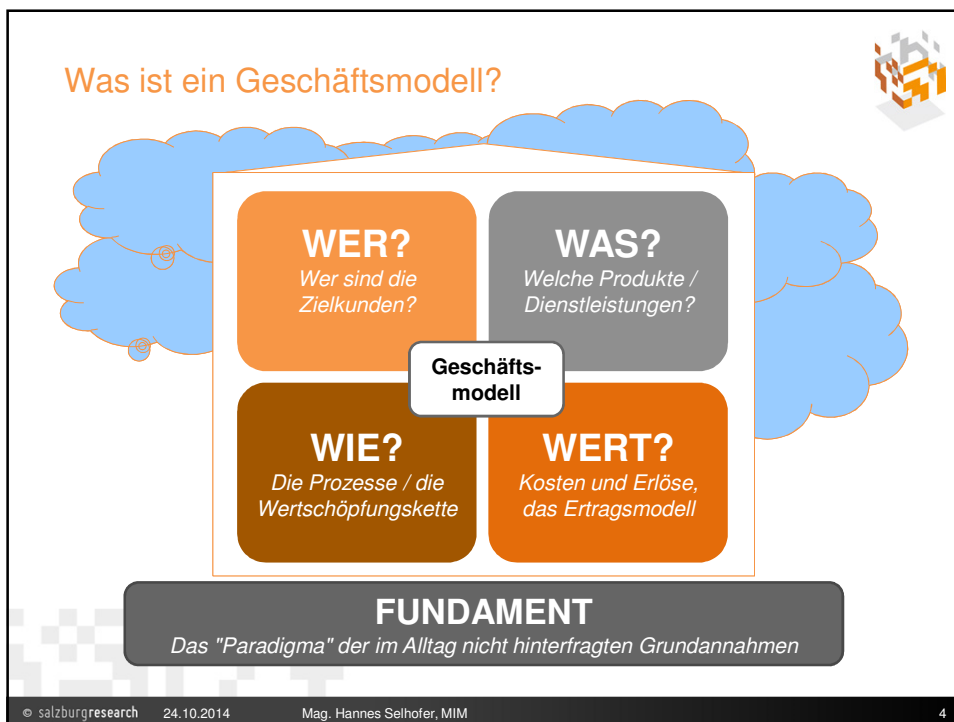 Was ist ein Geschäftsmodell?
WER?
Wer sind die
Zielkunden?
WAS?
Welche Produkte /
Dienstleistungen?
Geschäfts-
modell
WIE?
Die Prozesse / die
Wertschöpfungskette
WERT?
Kosten und Erlöse,
das Ertragsmodell
FUNDAMENT
Das "Paradigma" der im Alltag nicht hinterfragten Grundannahmen
© salzburgresearch 24.10.2014 Mag. Hannes Selhofer, MIM 4